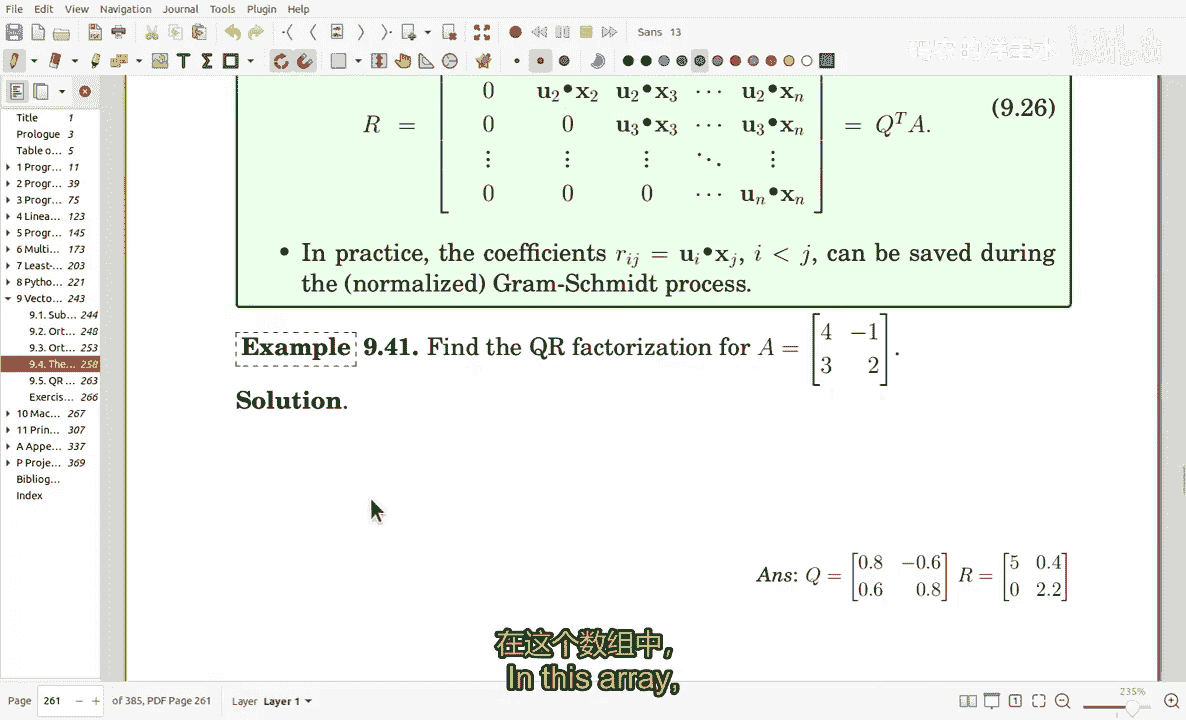 File Edit View Navigation Journal Tools Plugin Help
Sans 13
Title 1
Prologue 3
Table o... 5
1 Progr... 11
2 Progr... 39
3 Progr... 75
4 Linea... 123
5 Progr... 145
6 Multi... 173
7 Least-... 203
8 Pytho... 221
9 Vecto... 243
9.1. Sub... 244
9.2. Ort... 248
9.3. Ort... 253
9.4. The... 258
9.5. QR ... 263
Exercis... 266
10 Mac... 267
11 Prin... 307
A Appe... 337
P Proje... 369
Bibliog...
Index
0 u₂•x₂ u₂•x₃ ⋯ u₂•xₙ
R = 0 0 u₃•x₃ ⋯ u₃•xₙ = QᵀA. (9.26)
⋮ ⋮ ⋮ ⋱ ⋮
0 0 0 ⋯ uₙ•xₙ
• In practice, the coefficients rᵢⱼ = uᵢ•xⱼ, i < j, can be saved during
the (normalized) Gram-Schmidt process.
Example 9.41. Find the QR factorization for A = [4 −1
3 2].
Solution.
Ans: Q = [0.8 −0.6 R = [5 0.4
0.6 0.8] 0 2.2]
在这个数组中,
In this array,
Page 261 of 385, PDF Page 261 Layer Layer 1 235%